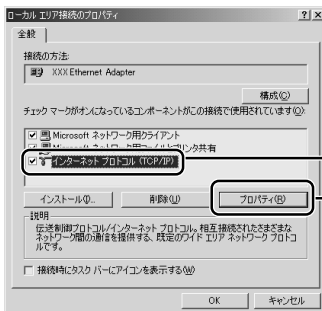 ローカル エリア接続のプロパティ
全般
接続の方法:
XXX Ethernet Adapter
構成(C)
チェック マークがオンになっているコンポーネントがこの接続で使用されています(O):
Microsoft ネットワーク用クライアント
Microsoft ネットワーク用ファイルとプリンタ共有
インターネット プロトコル (TCP/IP)
インストール(I)... 削除(U) プロパティ(R)
説明
伝送制御プロトコル/インターネット プロトコル。相互接続されたさまざまな
ネットワーク間の通信を提供する、既定のワイド エリア ネットワーク プロトコ
ルです。
接続時にタスク バーにアイコンを表示する(W)
OK キャンセル